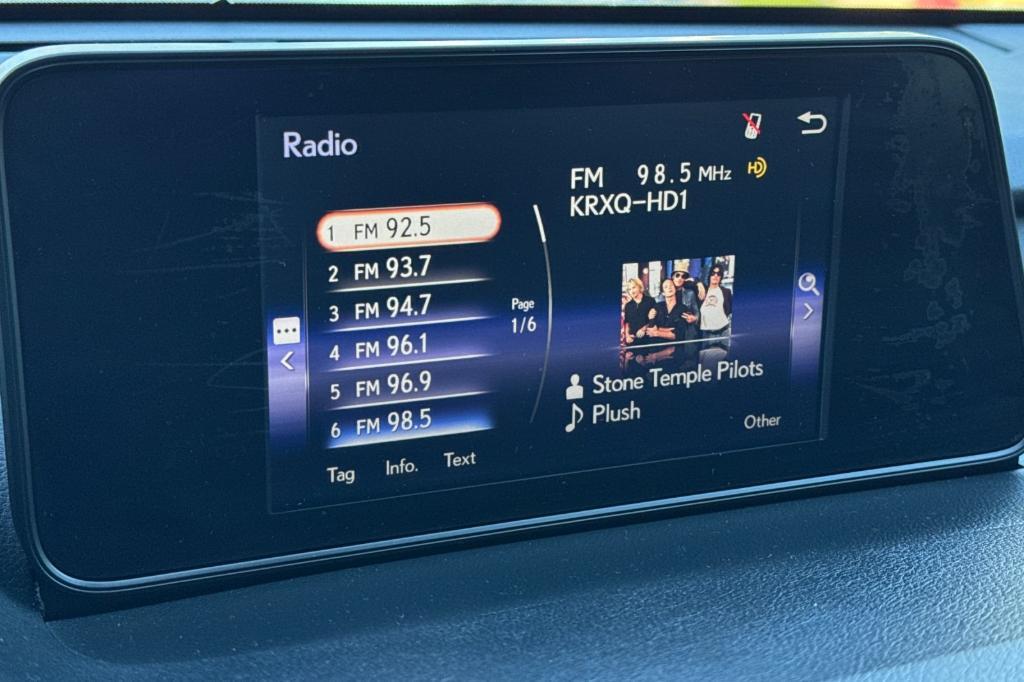 Radio
FM 98.5 MHz HD
KRXQ-HD1
1 FM 92.5
2 FM 93.7
3 FM 94.7
4 FM 96.1
5 FM 96.9
6 FM 98.5
Page
1/6
Stone Temple Pilots
Plush
Other
Tag Info. Text